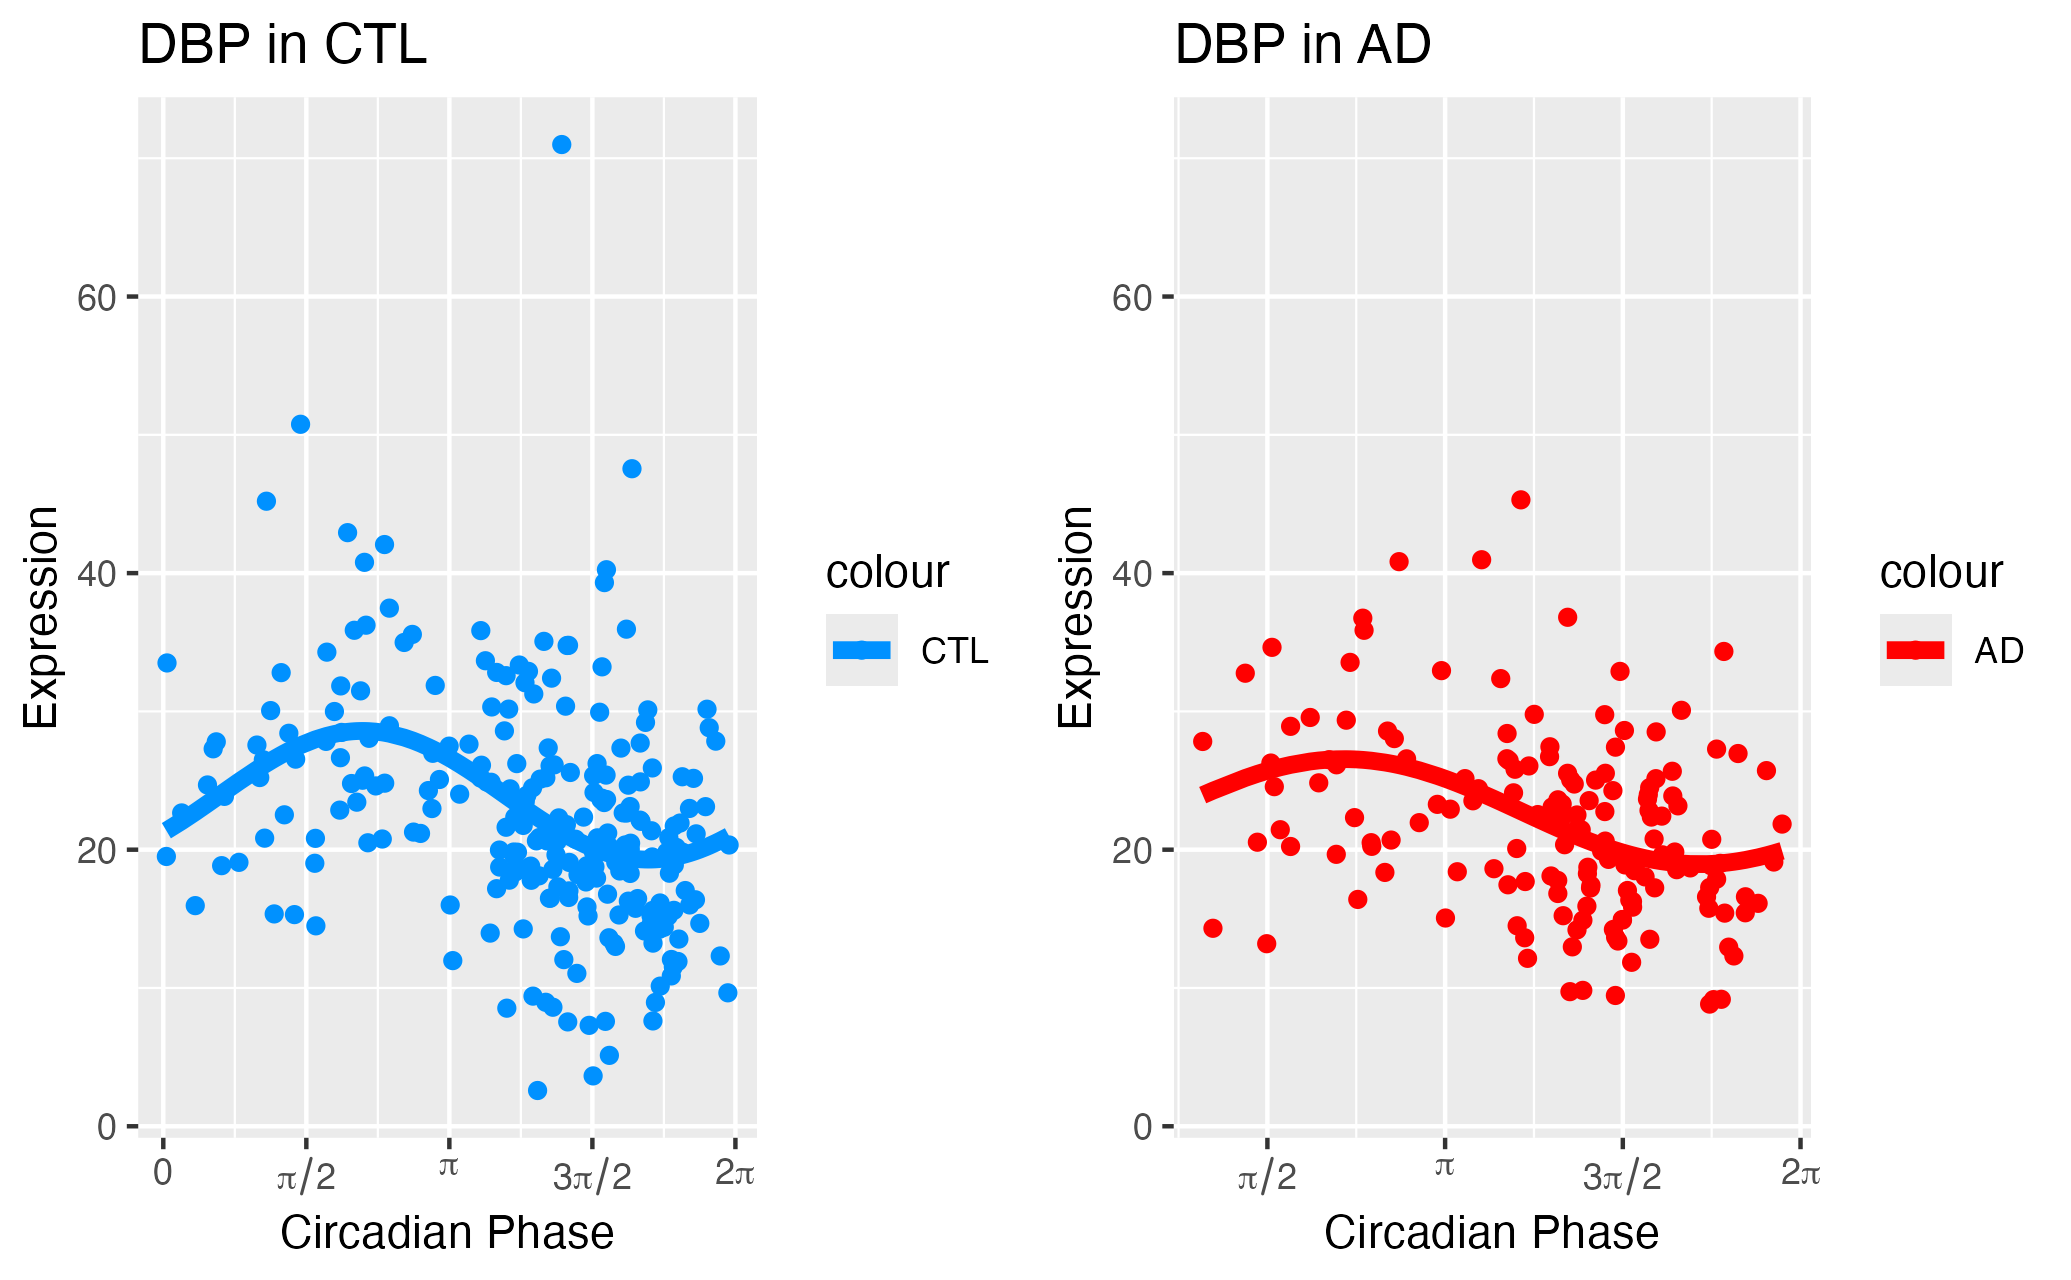 DBP in CTL
Expression
60
40
20
0
0 π/2 π 3π/2 2π
Circadian Phase
colour
CTL
DBP in AD
Expression
60
40
20
0
π/2 π 3π/2 2π
Circadian Phase
colour
AD